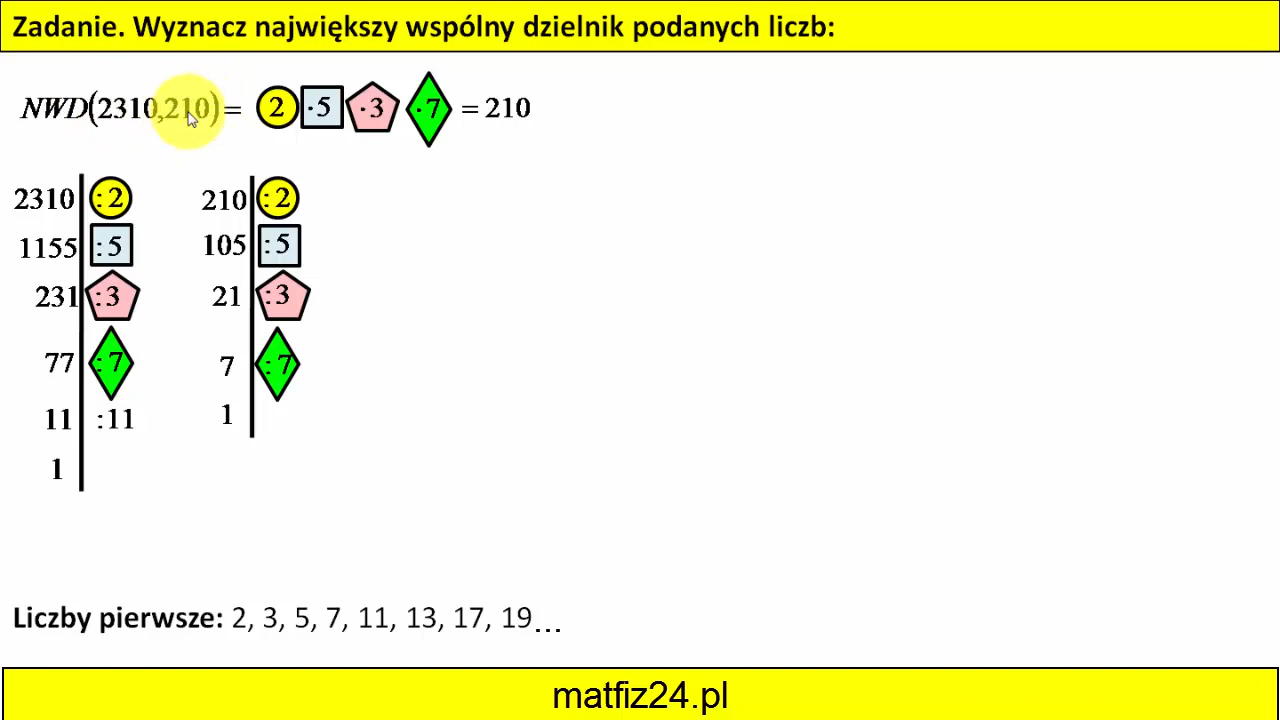 Zadanie. Wyznacz największy wspólny dzielnik podanych liczb:
NWD(2310,210) = 2 ·5 ·3 ·7 = 210
2310 :2 210 :2
1155 :5 105 :5
231 :3 21 :3
77 :7 7 :7
11 :11 1
1
Liczby pierwsze: 2, 3, 5, 7, 11, 13, 17, 19...
matfiz24.pl